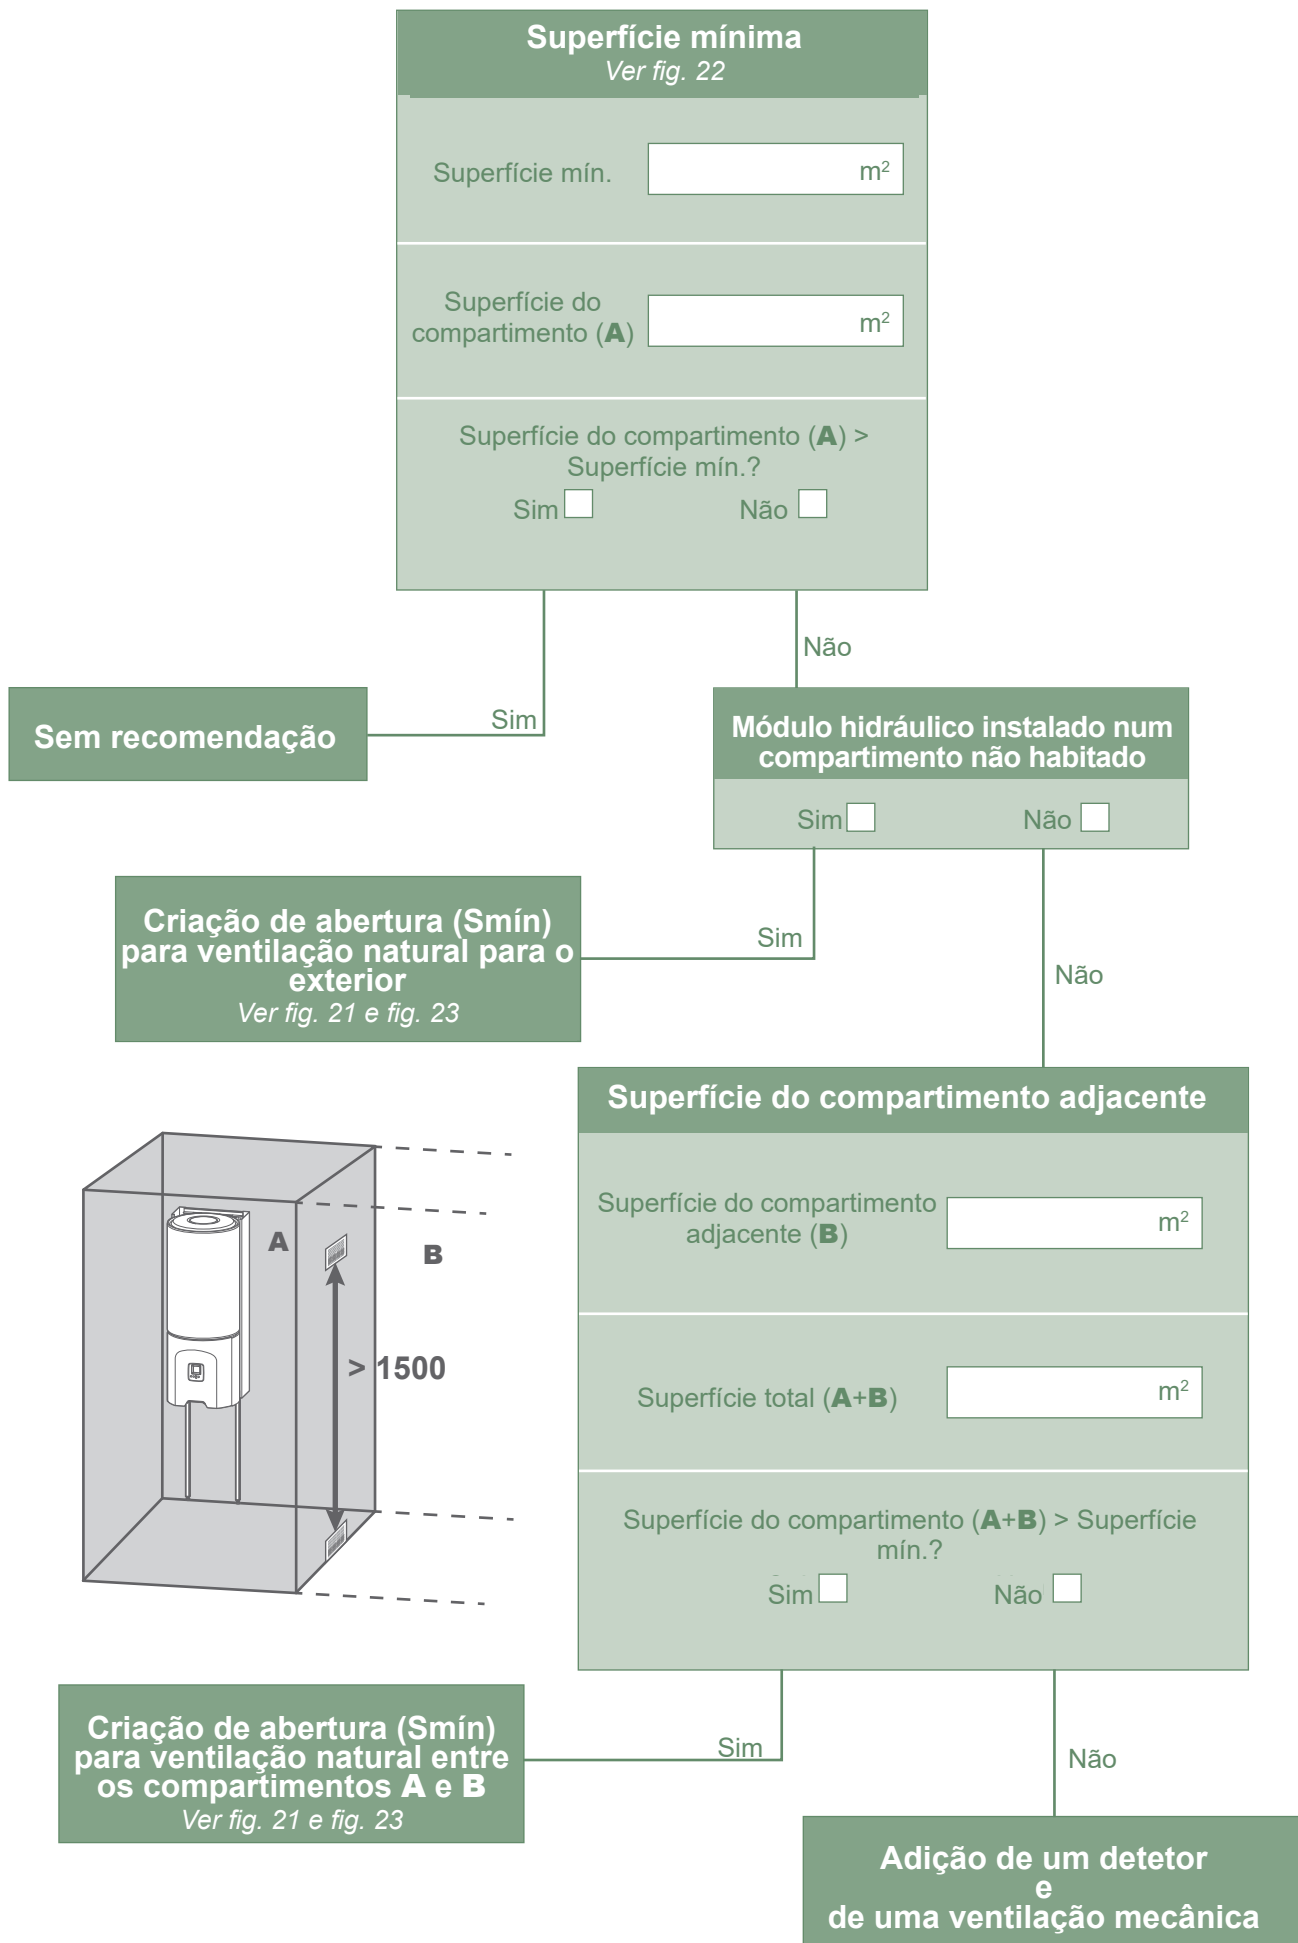 Superfície mínima
Ver fig. 22
Superfície mín.
m²
Superfície do
compartimento (A)
m²
Superfície do compartimento (A) >
Superfície mín.?
Sim
Não
Não
Sim
Sem recomendação
Módulo hidráulico instalado num
compartimento não habitado
Sim
Não
Criação de abertura (Smín)
para ventilação natural para o
exterior
Ver fig. 21 e fig. 23
Sim
Não
Superfície do compartimento adjacente
Superfície do compartimento
adjacente (B)
m²
A
B
> 1500
Superfície total (A+B)
m²
Superfície do compartimento (A+B) > Superfície
mín.?
Sim
Não
Criação de abertura (Smín)
para ventilação natural entre
os compartimentos A e B
Ver fig. 21 e fig. 23
Sim
Não
Adição de um detetor
e
de uma ventilação mecânica